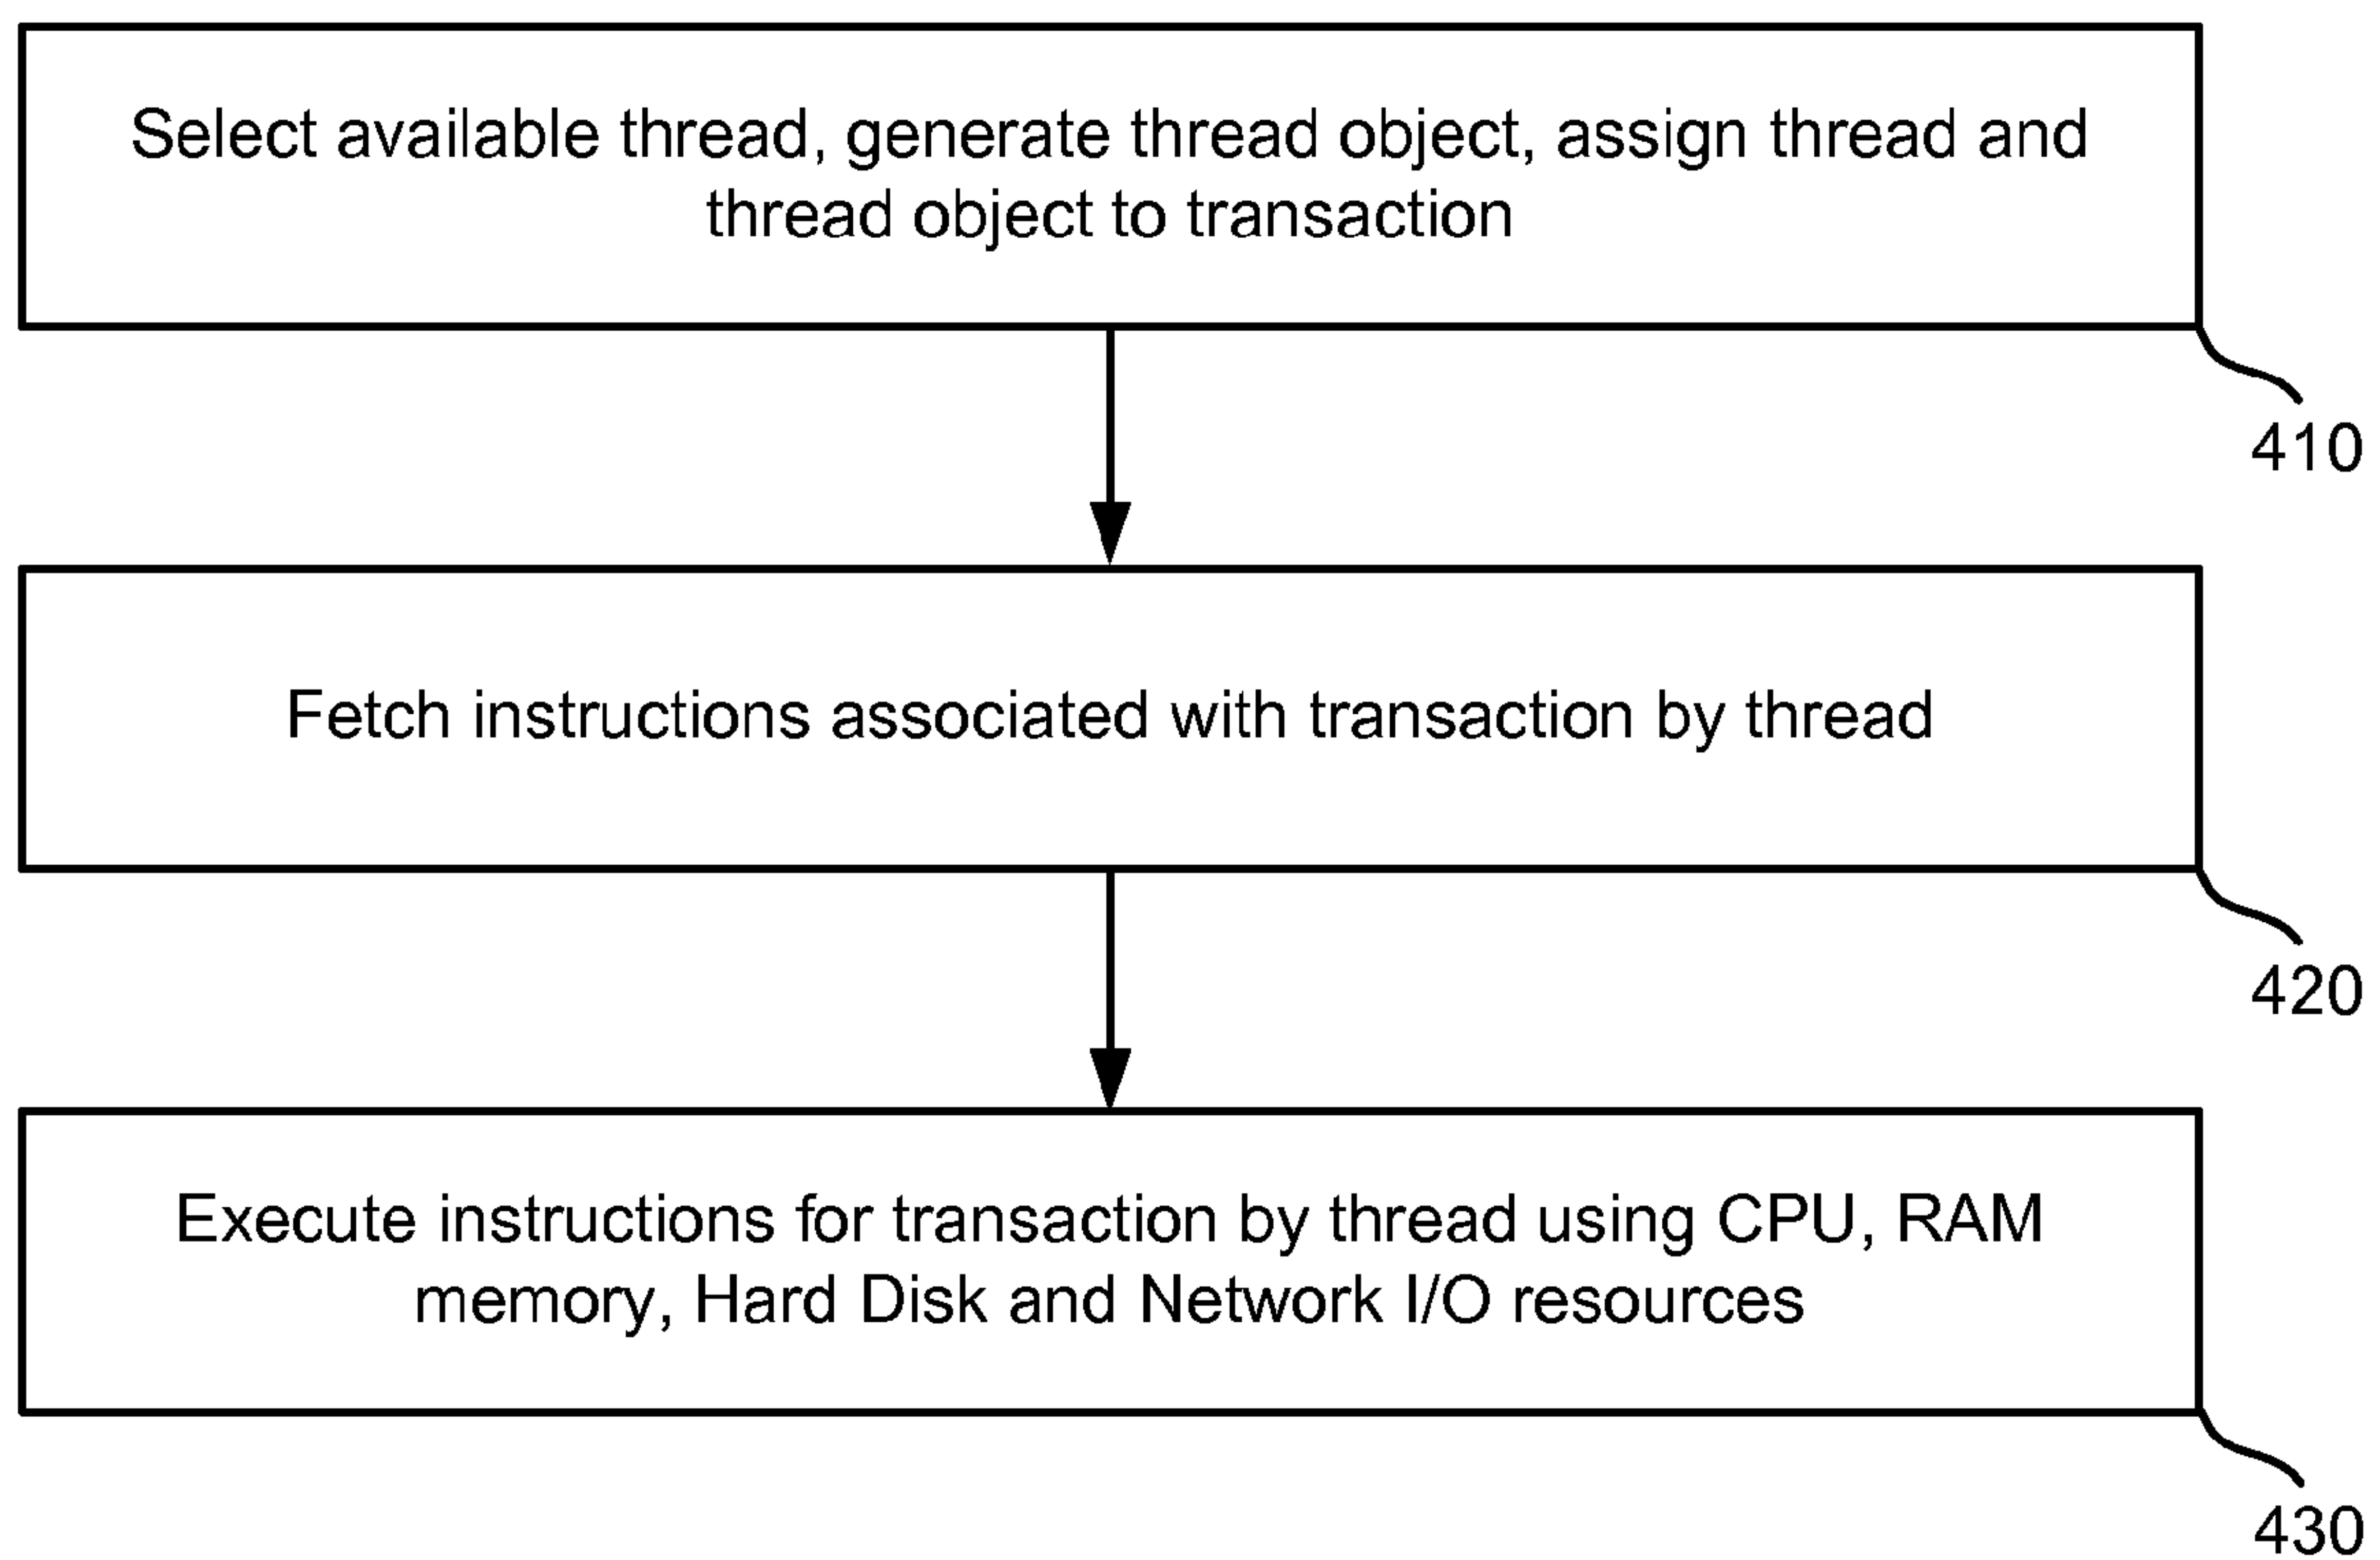 Select available thread, generate thread object, assign thread and
thread object to transaction
410
Fetch instructions associated with transaction by thread
420
Execute instructions for transaction by thread using CPU, RAM
memory, Hard Disk and Network I/O resources
430